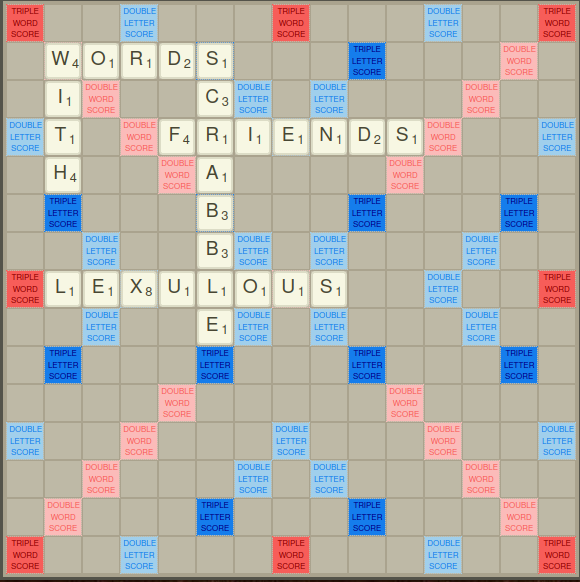 TRIPLE DOUBLE TRIPLE DOUBLE TRIPLE
WORD LETTER WORD LETTER WORD
SCORE SCORE SCORE SCORE SCORE
TRIPLE DOUBLE
W4 O1 R1 D2 S1 LETTER WORD
SCORE SCORE
DOUBLE DOUBLE DOUBLE DOUBLE
I1 WORD C3 LETTER LETTER WORD
SCORE SCORE SCORE SCORE
DOUBLE DOUBLE DOUBLE DOUBLE
LETTER T1 WORD F4 R1 I1 E1 N1 D2 S1 WORD LETTER
SCORE SCORE SCORE SCORE
DOUBLE DOUBLE
H4 WORD A1 WORD
SCORE SCORE
TRIPLE TRIPLE TRIPLE
LETTER B3 LETTER LETTER
SCORE SCORE SCORE
DOUBLE DOUBLE DOUBLE DOUBLE
LETTER B3 LETTER LETTER LETTER
SCORE SCORE SCORE SCORE
TRIPLE DOUBLE TRIPLE
WORD L1 E1 X8 U1 L1 O1 U1 S1 LETTER WORD
SCORE SCORE SCORE
DOUBLE DOUBLE DOUBLE DOUBLE
LETTER E1 LETTER LETTER LETTER
SCORE SCORE SCORE SCORE
TRIPLE TRIPLE TRIPLE TRIPLE
LETTER LETTER LETTER LETTER
SCORE SCORE SCORE SCORE
DOUBLE DOUBLE
WORD WORD
SCORE SCORE
DOUBLE DOUBLE DOUBLE DOUBLE DOUBLE
LETTER WORD LETTER WORD LETTER
SCORE SCORE SCORE SCORE SCORE
DOUBLE DOUBLE DOUBLE DOUBLE
WORD LETTER LETTER WORD
SCORE SCORE SCORE SCORE
DOUBLE TRIPLE TRIPLE DOUBLE
WORD LETTER LETTER WORD
SCORE SCORE SCORE SCORE
TRIPLE DOUBLE TRIPLE DOUBLE TRIPLE
WORD LETTER WORD LETTER WORD
SCORE SCORE SCORE SCORE SCORE